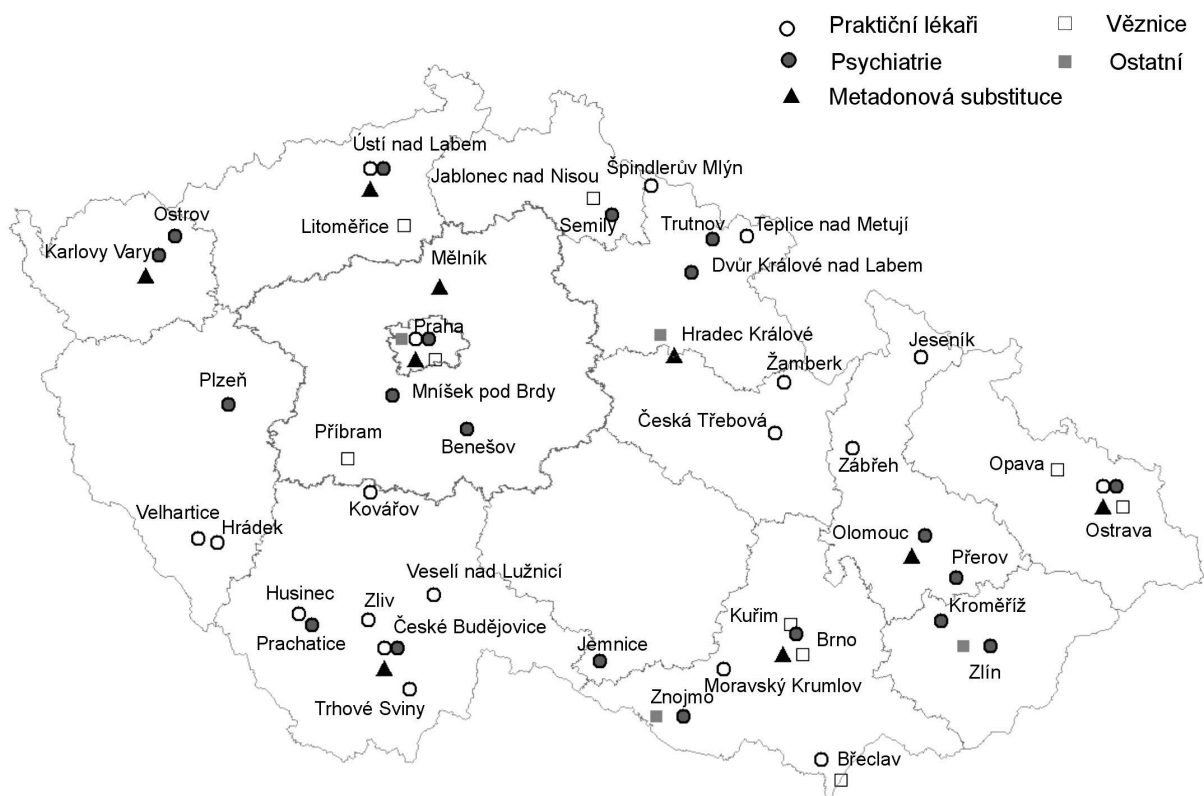 Praktiční lékaři
Věznice
Psychiatrie
Ostatní
Metadonová substituce
Ústí nad Labem
Špindlerův Mlýn
Jablonec nad Nisou
Ostrov
Litoměřice
Semily
Trutnov
Teplice nad Metují
Karlovy Vary
Mělník
Dvůr Králové nad Labem
Praha
Hradec Králové
Jeseník
Žamberk
Plzeň
Mníšek pod Brdy
Česká Třebová
Příbram
Benešov
Zábřeh
Opava
Kovářov
Velhartice
Hrádek
Olomouc
Ostrava
Přerov
Veselí nad Lužnicí
Husinec
Zliv
Kroměříž
Kuřim
Prachatice
České Budějovice
Brno
Jemnice
Zlín
Moravský Krumlov
Trhové Sviny
Znojmo
Břeclav